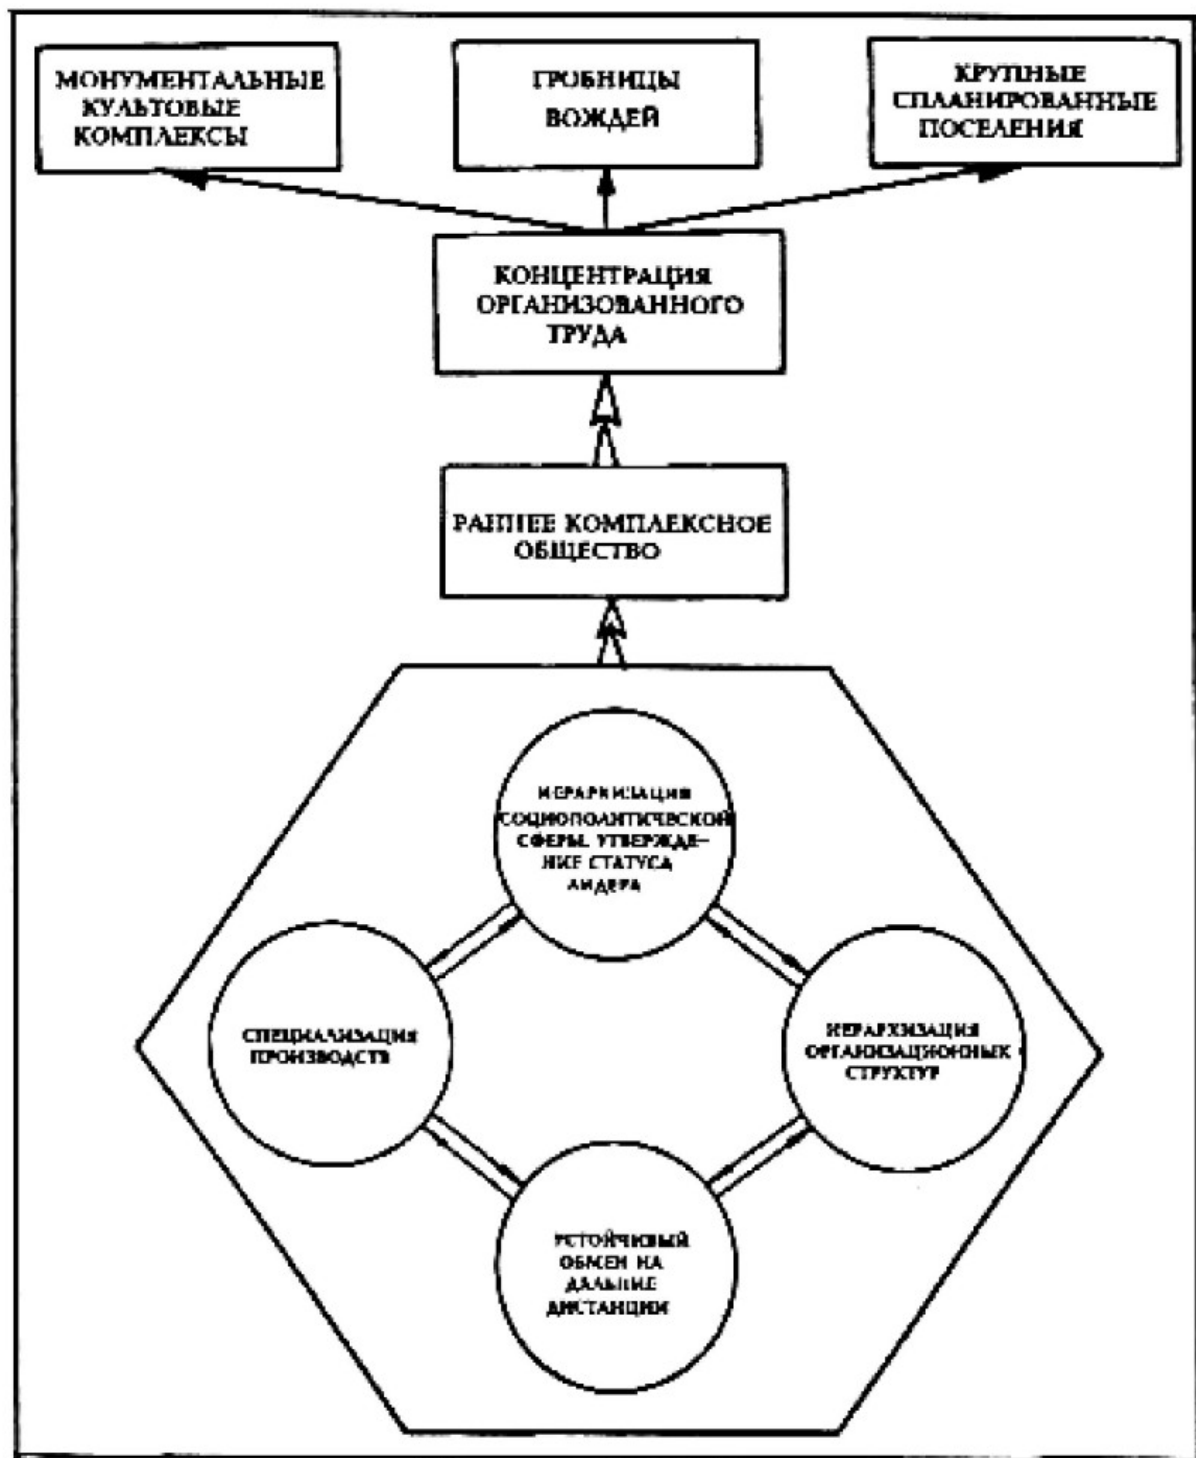 МОНУМЕНТАЛЬНЫЕ
КУЛЬТОВЫЕ
КОМПЛЕКСЫ
ГРОБНИЦЫ
ВОЖДЕЙ
КРУПНЫЕ
СПЛАНИРОВАННЫЕ
ПОСЕЛЕНИЯ
КОНЦЕНТРАЦИЯ
ОРГАНИЗОВАННОГО
ТРУДА
РАННЕЕ КОМПЛЕКСНОЕ
ОБЩЕСТВО
ИЕРАРХИЗАЦИЯ
СОЦИОПОЛИТИЧЕСКОЙ
СФЕРЫ, УТВЕРЖДЕ-
НИЕ СТАТУСА
ЛИДЕРА
СПЕЦИАЛИЗАЦИЯ
ПРОИЗВОДСТВ
ИЕРАРХИЗАЦИЯ
ОРГАНИЗАЦИОННЫХ
СТРУКТУР
УСТОЙЧИВЫЙ
ОБМЕН НА
ДАЛЬНИЕ
ДИСТАНЦИИ